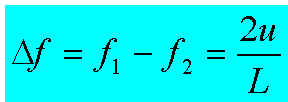 Δf = f₁ − f₂ = 2u/L